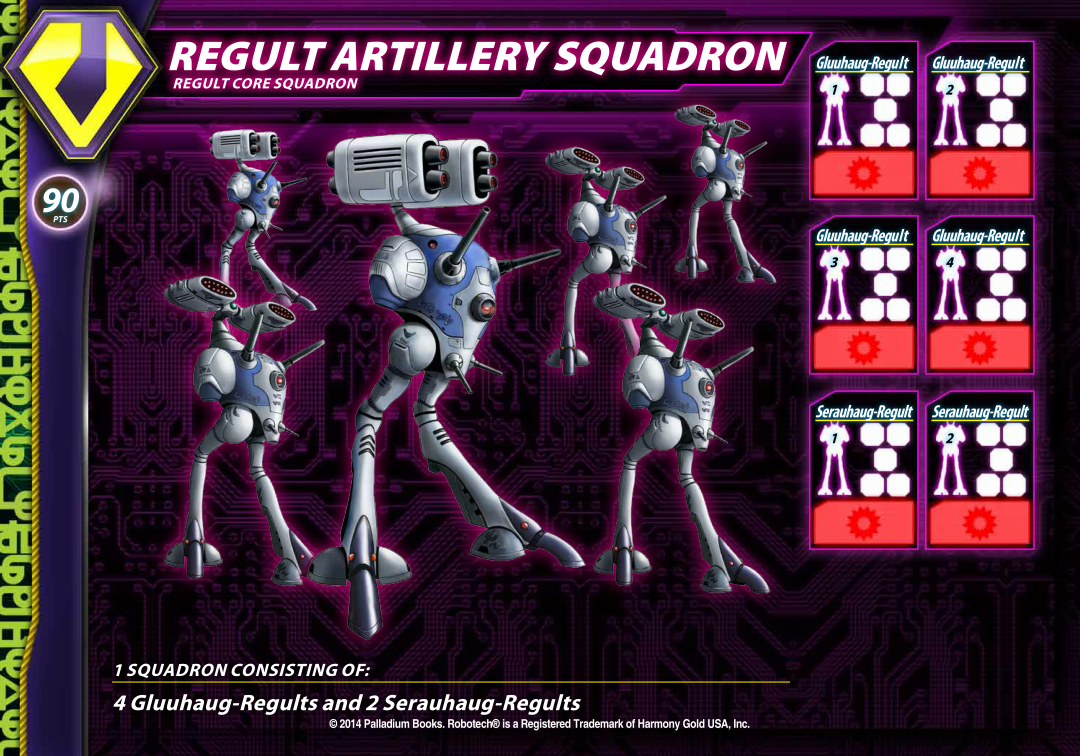 REGULT ARTILLERY SQUADRON
REGULT CORE SQUADRON
90
PTS
Gluuhaug-Regult
1
Gluuhaug-Regult
2
Gluuhaug-Regult
3
Gluuhaug-Regult
4
Serauhaug-Regult
1
Serauhaug-Regult
2
1 SQUADRON CONSISTING OF:
4 Gluuhaug-Regults and 2 Serauhaug-Regults
© 2014 Palladium Books. Robotech® is a Registered Trademark of Harmony Gold USA, Inc.